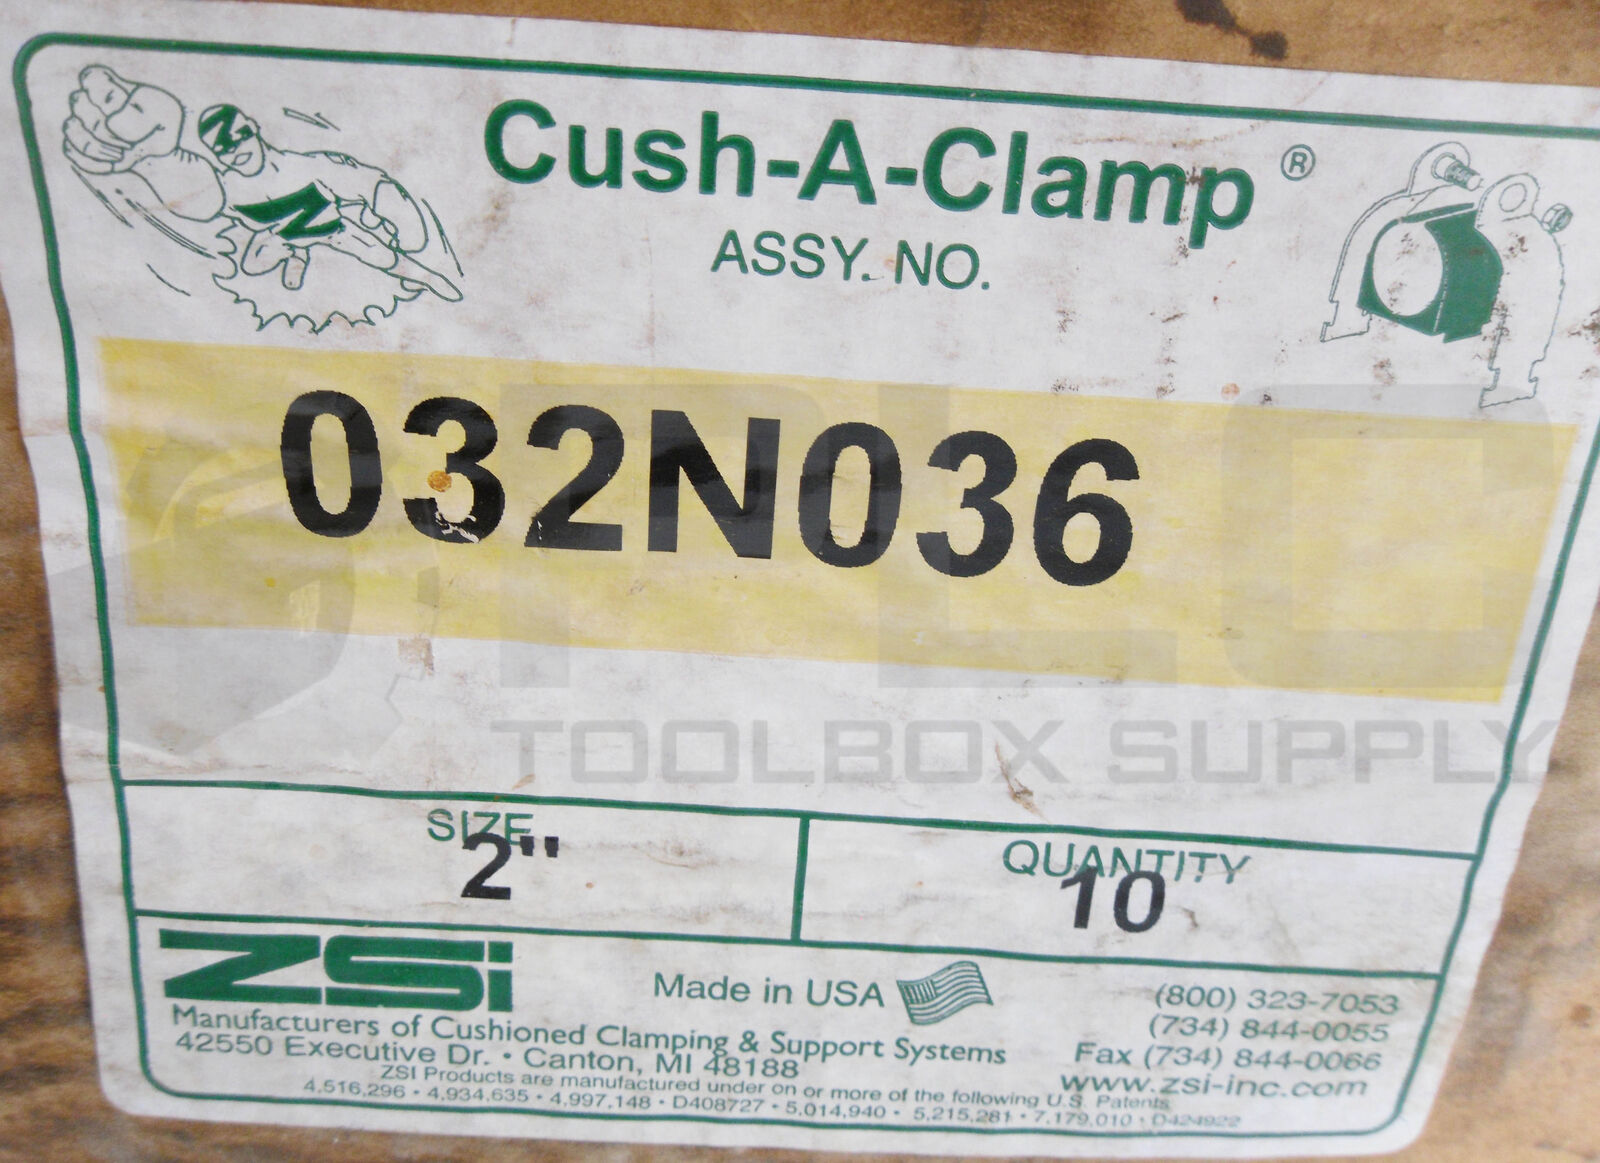 Cush-A-Clamp®
ASSY. NO.
032N036
PLC
TOOLBOX SUPPLY
SIZE
2"
QUANTITY
10
ZSi
Made in USA
Manufacturers of Cushioned Clamping & Support Systems
42550 Executive Dr. • Canton, MI 48188
(800) 323-7053
(734) 844-0055
Fax (734) 844-0066
www.zsi-inc.com
ZSI Products are manufactured under on or more of the following U.S. Patents
4,516,296 • 4,934,635 • 4,997,148 • D408727 • 5,014,940 • 5,215,281 • 7,179,010 • D424922